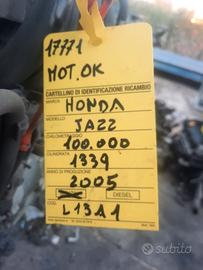 17771
MOT.OK
CARTELLINO DI IDENTIFICAZIONE RICAMBIO
MARCA HONDA
MODELLO JAZZ
CHILOMETRAGGIO 100.000
CILINDRATA 1339
ANNO DI PRODUZIONE 2005
DIESEL
COD. L13A1
subito